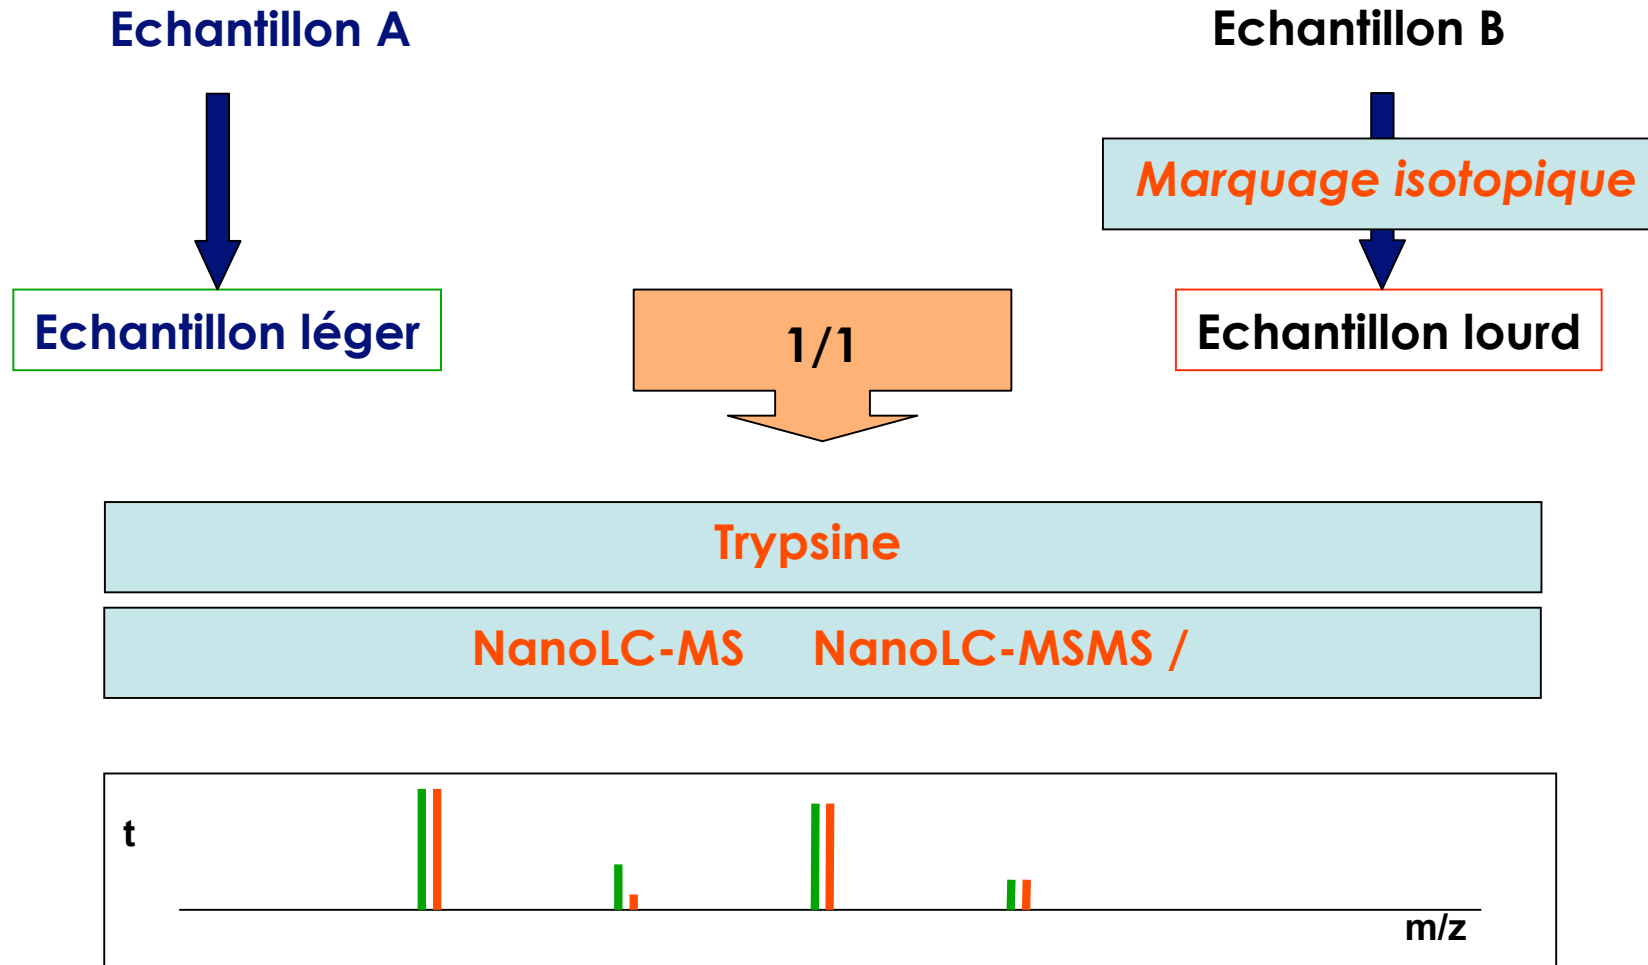 Echantillon A
Echantillon B
Marquage isotopique
Echantillon léger
1/1
Echantillon lourd
Trypsine
NanoLC-MS NanoLC-MSMS /
t
m/z